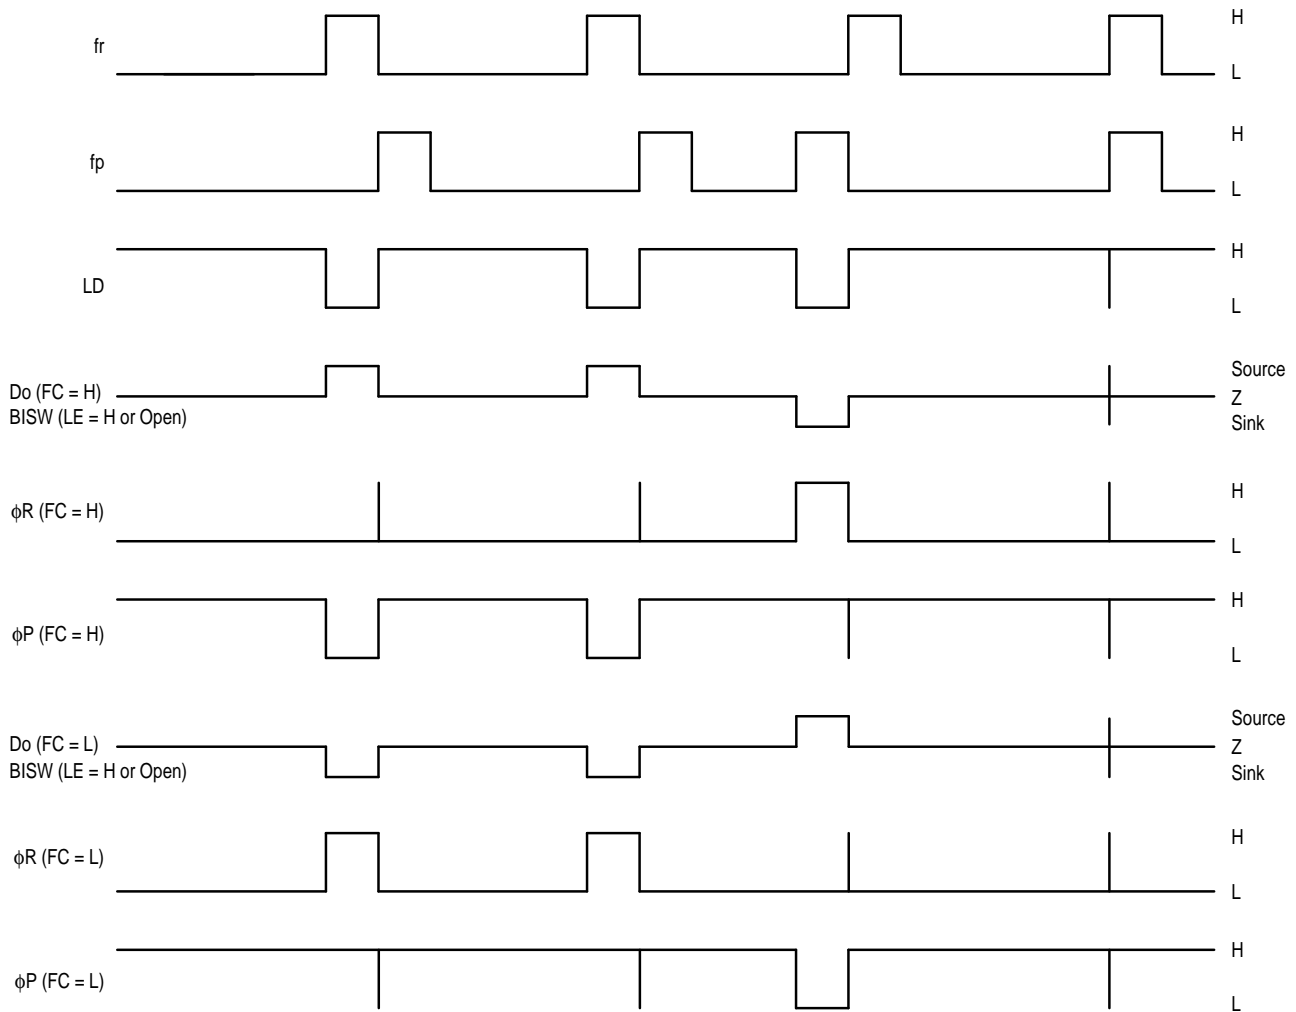 fr
H
L
fp
H
L
LD
H
L
Do (FC = H)
BISW (LE = H or Open)
Source
Z
Sink
ϕR (FC = H)
H
L
ϕP (FC = H)
H
L
Do (FC = L)
BISW (LE = H or Open)
Source
Z
Sink
ϕR (FC = L)
H
L
ϕP (FC = L)
H
L